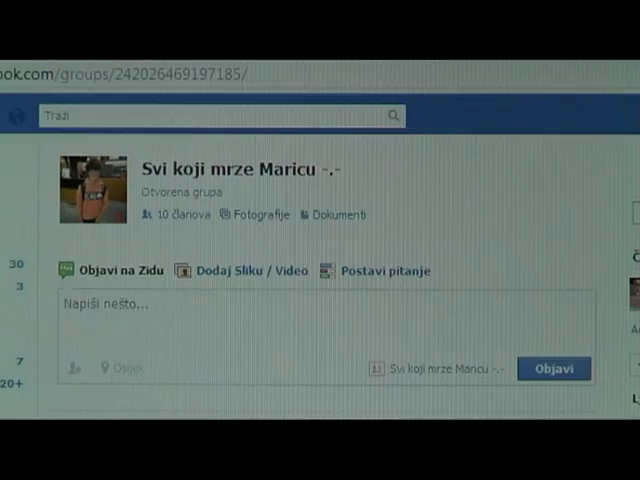 ook.com/groups/242026469197185/
Traži
Svi koji mrze Maricu -.-
Otvorena grupa
10 članova Fotografije Dokumenti
30
3
Objavi na Zidu Dodaj Sliku / Video Postavi pitanje
Napiši nešto...
7
20+
Osijek
Svi koji mrze Maricu -.- Objavi